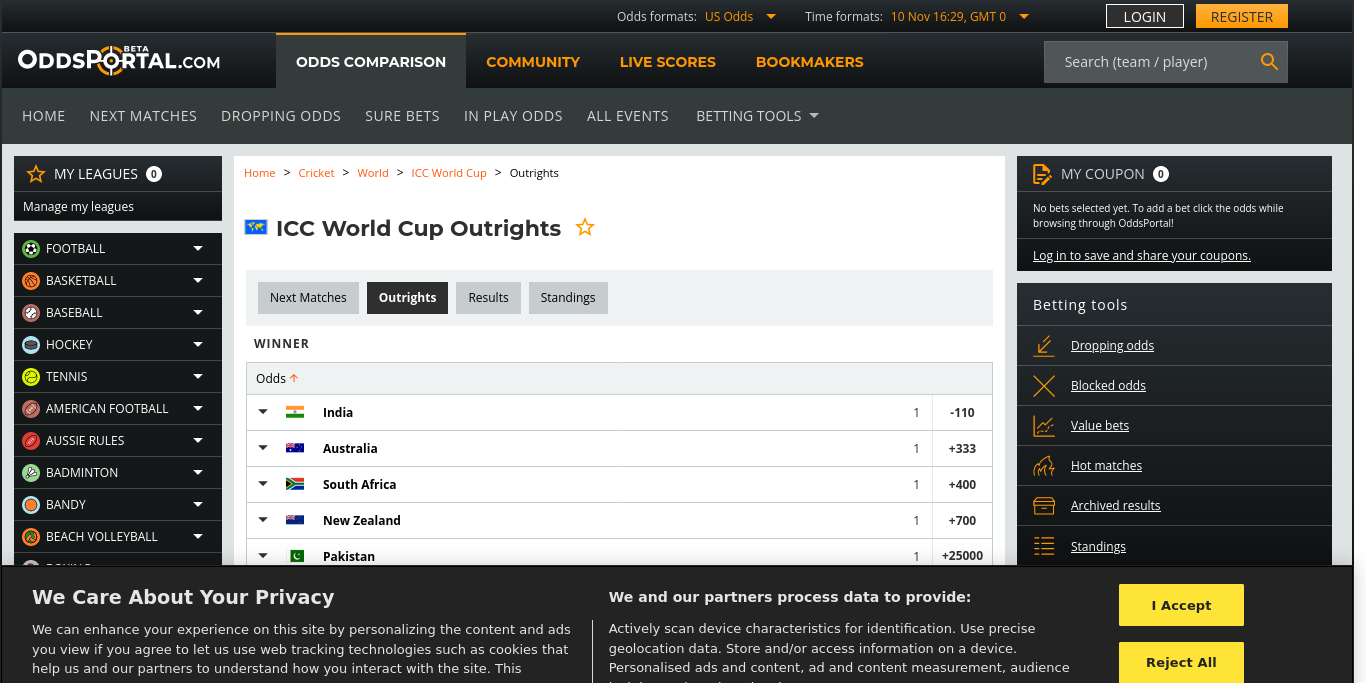 Odds formats: US Odds Time formats: 10 Nov 16:29, GMT 0 LOGIN REGISTER
ODDSPORTAL.COM BETA ODDS COMPARISON COMMUNITY LIVE SCORES BOOKMAKERS Search (team / player)
HOME NEXT MATCHES DROPPING ODDS SURE BETS IN PLAY ODDS ALL EVENTS BETTING TOOLS
MY LEAGUES 0
Manage my leagues
FOOTBALL
BASKETBALL
BASEBALL
HOCKEY
TENNIS
AMERICAN FOOTBALL
AUSSIE RULES
BADMINTON
BANDY
BEACH VOLLEYBALL
Home > Cricket > World > ICC World Cup > Outrights
ICC World Cup Outrights
Next Matches Outrights Results Standings
WINNER
Odds
India 1 -110
Australia 1 +333
South Africa 1 +400
New Zealand 1 +700
Pakistan 1 +25000
MY COUPON 0
No bets selected yet. To add a bet click the odds while
browsing through OddsPortal!
Log in to save and share your coupons.
Betting tools
Dropping odds
Blocked odds
Value bets
Hot matches
Archived results
Standings
We Care About Your Privacy
We can enhance your experience on this site by personalizing the content and ads
you view if you agree to let us use web tracking technologies such as cookies that
help us and our partners to understand how you interact with the site. This
We and our partners process data to provide:
Actively scan device characteristics for identification. Use precise
geolocation data. Store and/or access information on a device.
Personalised ads and content, ad and content measurement, audience
I Accept
Reject All